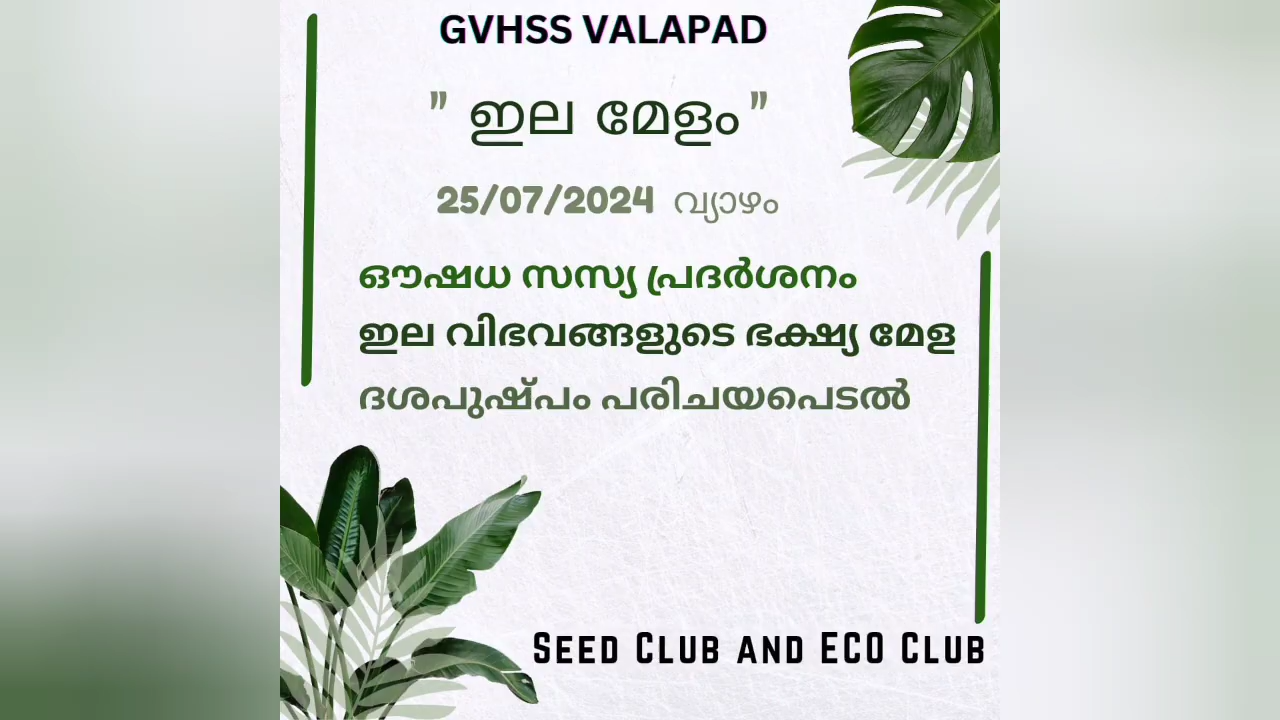 GVHSS VALAPAD
" ഇല മേളം"
25/07/2024 വ്യാഴം
ഔഷധ സസ്യ പ്രദർശനം
ഇല വിഭവങ്ങളുടെ ഭക്ഷ്യ മേള
ദശപുഷ്പം പരിചയപെടൽ
SEED CLUB AND ECO CLUB